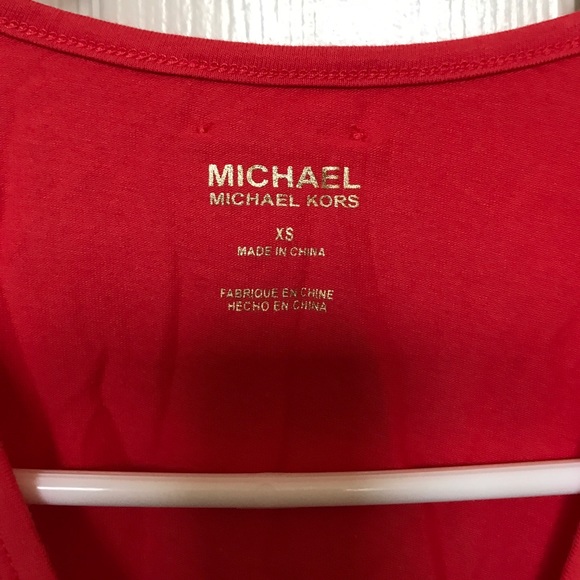 MICHAEL
MICHAEL KORS
XS
MADE IN CHINA
FABRIQUE EN CHINE
HECHO EN CHINA